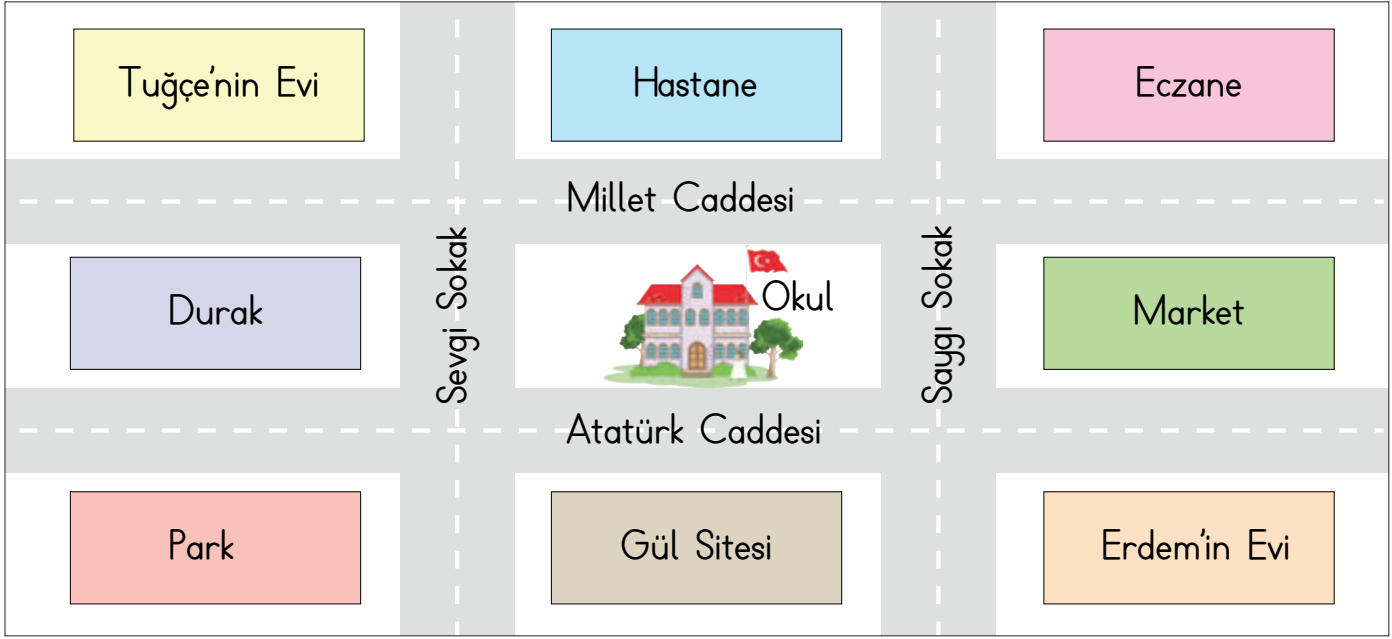 Tuğçe'nin Evi
Hastane
Eczane
Millet Caddesi
Sevgi Sokak
Saygı Sokak
Durak
Okul
Market
Atatürk Caddesi
Park
Gül Sitesi
Erdem'in Evi